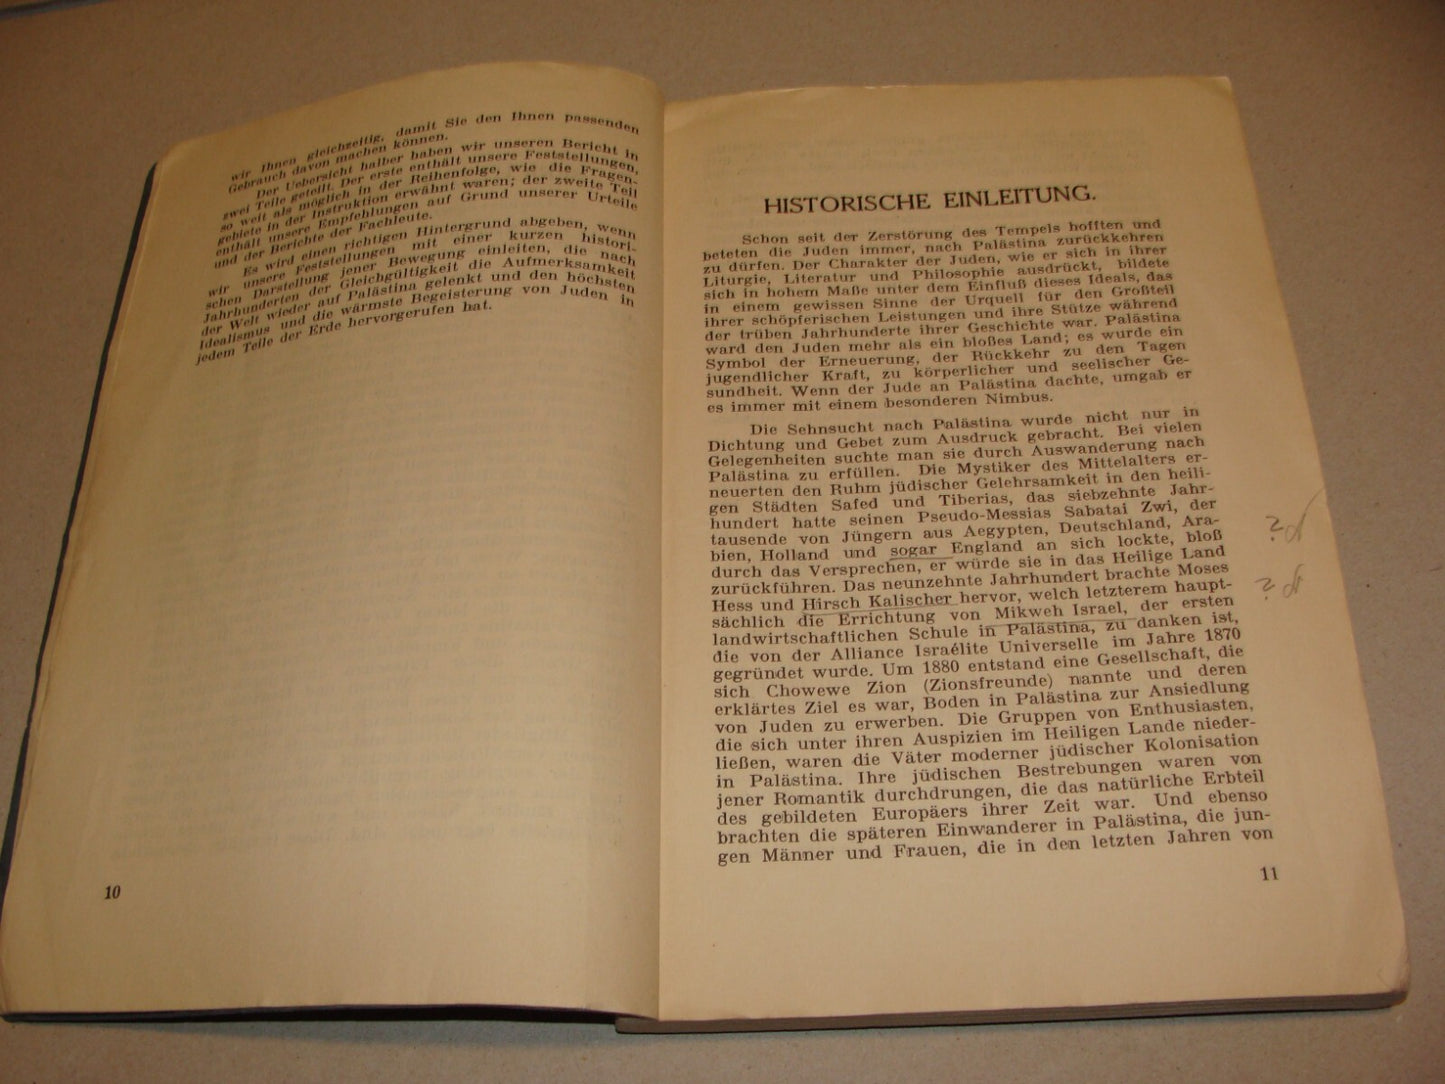 wir Ihnen gleichzeitig, damit Sie den Ihnen passenden
Gebrauch davon machen können.
Der Uebersicht halber haben wir unseren Bericht in
zwei Teile geteilt. Der erste enthält unsere Feststellungen,
so weit als möglich in der Reihenfolge, wie die Fragen-
gebiete in der Instruktion erwähnt waren; der zweite Teil
enthält unsere Empfehlungen auf Grund unserer Urteile
und der Berichte der Fachleute.
Es wird einen richtigen Hintergrund abgeben, wenn
wir unsere Feststellungen mit einer kurzen histori-
schen Darstellung jener Bewegung einleiten, die nach
Jahrhunderten der Gleichgültigkeit die Aufmerksamkeit
der Welt wieder auf Palästina gelenkt und den höchsten
Idealismus und die wärmste Begeisterung von Juden in
jedem Teile der Erde hervorgerufen hat.
10
HISTORISCHE EINLEITUNG.
Schon seit der Zerstörung des Tempels hofften und
beteten die Juden immer, nach Palästina zurückkehren
zu dürfen. Der Charakter der Juden, wie er sich in ihrer
Liturgie, Literatur und Philosophie ausdrückt, bildete
sich in hohem Maße unter dem Einfluß dieses Ideals, das
in einem gewissen Sinne der Urquell für den Großteil
ihrer schöpferischen Leistungen und ihre Stütze während
der trüben Jahrhunderte ihrer Geschichte war. Palästina
ward den Juden mehr als ein bloßes Land; es wurde ein
Symbol der Erneuerung, der Rückkehr zu den Tagen
jugendlicher Kraft, zu körperlicher und seelischer Ge-
sundheit. Wenn der Jude an Palästina dachte, umgab er
es immer mit einem besonderen Nimbus.
Die Sehnsucht nach Palästina wurde nicht nur in
Dichtung und Gebet zum Ausdruck gebracht. Bei vielen
Gelegenheiten suchte man sie durch Auswanderung nach
Palästina zu erfüllen. Die Mystiker des Mittelalters er-
neuerten den Ruhm jüdischer Gelehrsamkeit in den heili-
gen Städten Safed und Tiberias, das siebzehnte Jahr-
hundert hatte seinen Pseudo-Messias Sabatai Zwi, der
tausende von Jüngern aus Aegypten, Deutschland, Ara-
bien, Holland und sogar England an sich lockte, bloß
durch das Versprechen, er würde sie in das Heilige Land
zurückführen. Das neunzehnte Jahrhundert brachte Moses
Hess und Hirsch Kalischer hervor, welch letzterem haupt-
sächlich die Errichtung von Mikweh Israel, der ersten
landwirtschaftlichen Schule in Palästina, zu danken ist,
die von der Alliance Israélite Universelle im Jahre 1870
gegründet wurde. Um 1880 entstand eine Gesellschaft, die
sich Chowewe Zion (Zionsfreunde) nannte und deren
erklärtes Ziel es war, Boden in Palästina zur Ansiedlung
von Juden zu erwerben. Die Gruppen von Enthusiasten,
die sich unter ihren Auspizien im Heiligen Lande nieder-
ließen, waren die Väter moderner jüdischer Kolonisation
in Palästina. Ihre jüdischen Bestrebungen waren von
jener Romantik durchdrungen, die das natürliche Erbteil
des gebildeten Europäers ihrer Zeit war. Und ebenso
brachten die späteren Einwanderer in Palästina, die jun-
gen Männer und Frauen, die in den letzten Jahren von
11